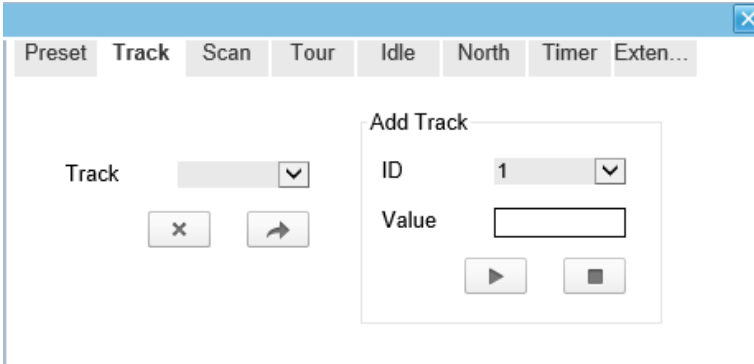 Preset Track Scan Tour Idle North Timer Exten...
Add Track
Track
ID 1
Value